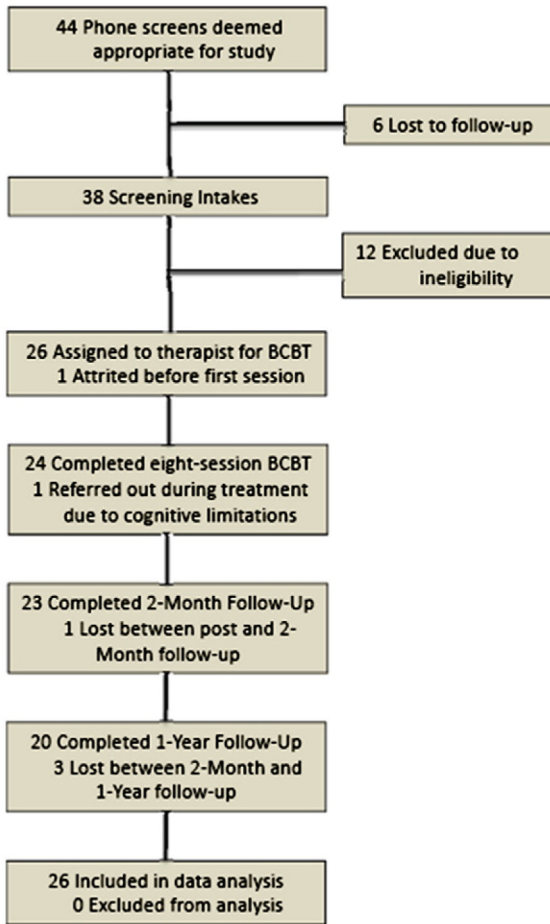 44 Phone screens deemed
appropriate for study
6 Lost to follow-up
38 Screening Intakes
12 Excluded due to
ineligibility
26 Assigned to therapist for BCBT
1 Attrited before first session
24 Completed eight-session BCBT
1 Referred out during treatment
due to cognitive limitations
23 Completed 2-Month Follow-Up
1 Lost between post and 2-
Month follow-up
20 Completed 1-Year Follow-Up
3 Lost between 2-Month and
1-Year follow-up
26 Included in data analysis
0 Excluded from analysis